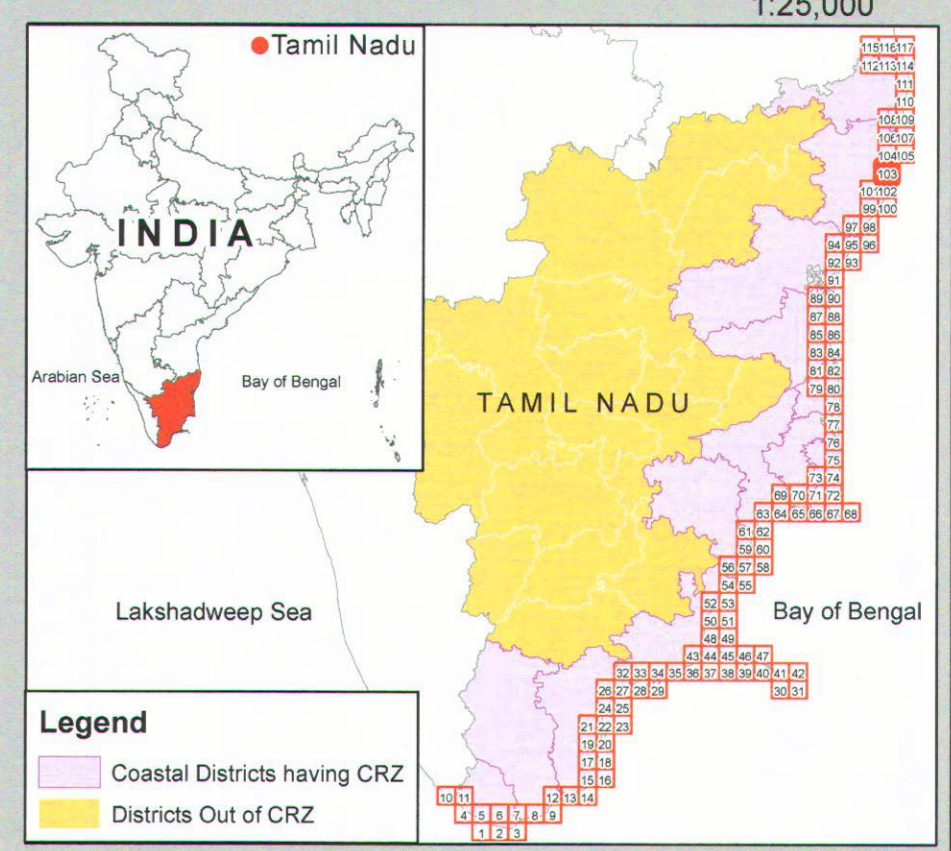 1:25,000
Tamil Nadu
115 116 117
112 113 114
111
110
108 109
106 107
104 105
103
101 102
99 100
97 98
INDIA
94 95 96
92 93
91
89 90
87 88
85 86
83 84
Arabian Sea
Bay of Bengal
81 82
79 80
TAMIL NADU
78
77
76
75
73 74
69 70 71 72
63 64 65 66 67 68
61 62
59 60
56 57 58
54 55
52 53
Lakshadweep Sea
Bay of Bengal
50 51
48 49
43 44 45 46 47
32 33 34 35 36 37 38 39 40 41 42
26 27 28 29 30 31
24 25
Legend
21 22 23
19 20
17 18
Coastal Districts having CRZ
15 16
10 11 12 13 14
Districts Out of CRZ
4 5 6 7 8 9
1 2 3